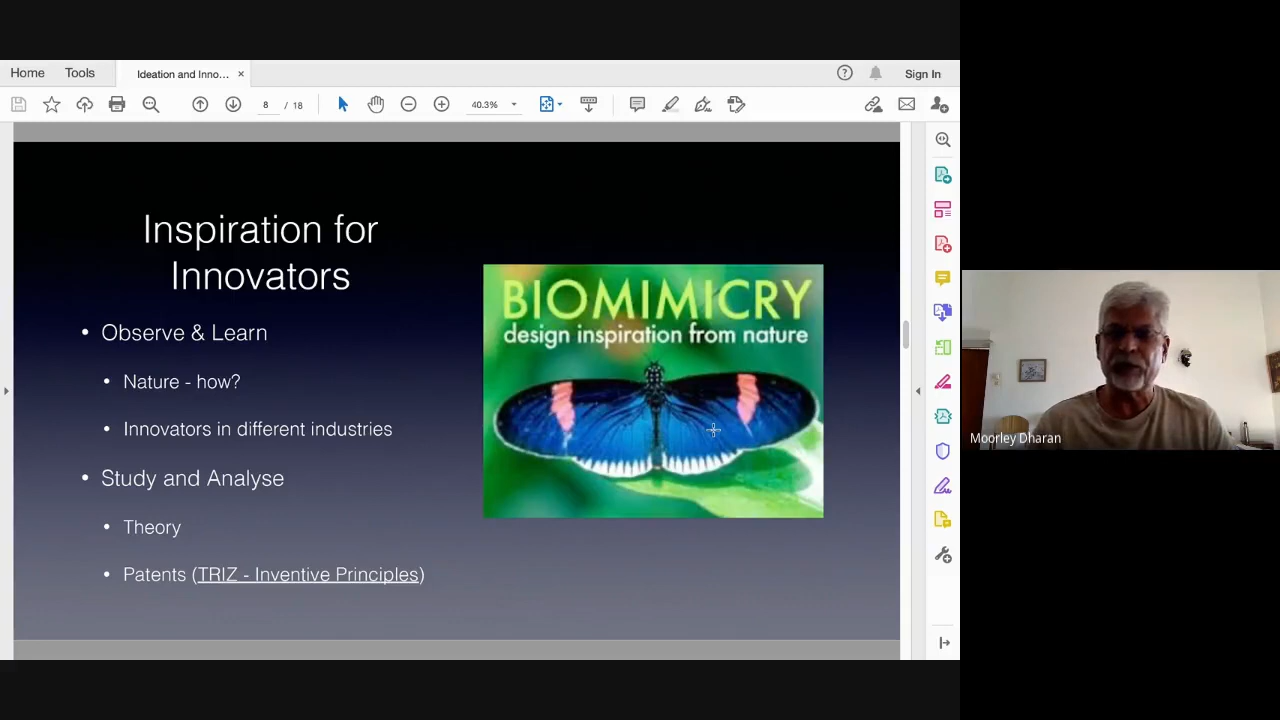 Home Tools Ideation and Inno... ×
Sign In
8 / 18 40.3%
Inspiration for
Innovators
• Observe & Learn
• Nature - how?
• Innovators in different industries
• Study and Analyse
• Theory
• Patents (TRIZ - Inventive Principles)
BIOMIMICRY
design inspiration from nature
Moorley Dharan